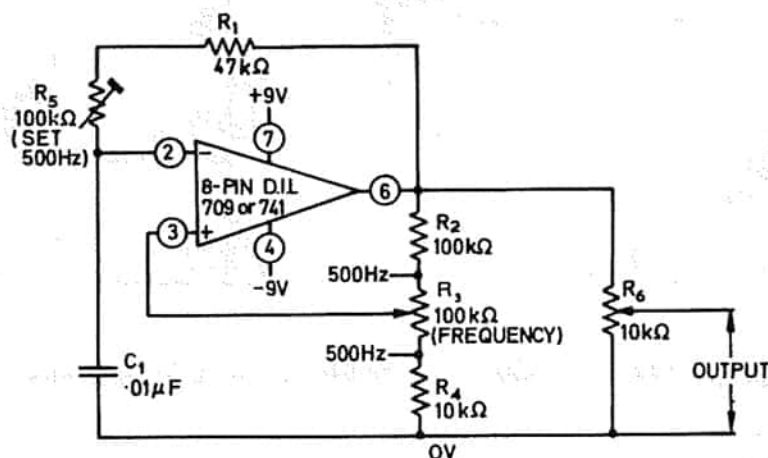 R1
47kΩ
R5
100kΩ
(SET
500Hz)
+9V
7
2
−
8-PIN D.I.L
709 or 741
6
3
+
4
-9V
R2
100kΩ
500Hz
R3
100kΩ
(FREQUENCY)
500Hz
R4
10kΩ
R6
10kΩ
OUTPUT
C1
.01µF
0V